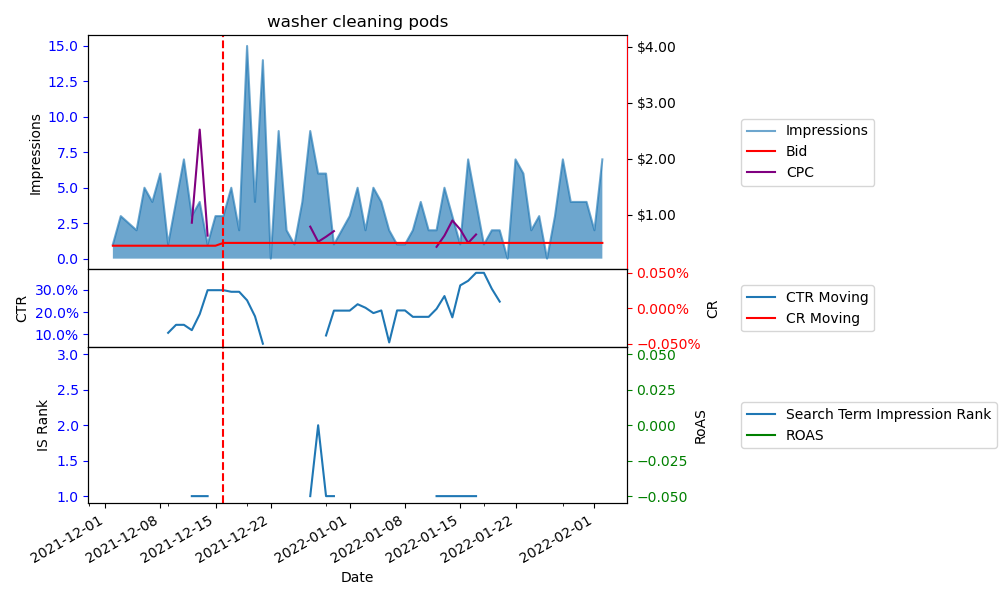 washer cleaning pods
15.0
12.5
10.0
7.5
5.0
2.5
0.0
Impressions
$4.00
$3.00
$2.00
$1.00
Impressions
Bid
CPC
30.0%
20.0%
10.0%
CTR
0.050%
0.000%
−0.050%
CR
CTR Moving
CR Moving
3.0
2.5
2.0
1.5
1.0
IS Rank
0.050
0.025
0.000
−0.025
−0.050
RoAS
Search Term Impression Rank
ROAS
2021-12-01
2021-12-08
2021-12-15
2021-12-22
2022-01-01
2022-01-08
2022-01-15
2022-01-22
2022-02-01
Date